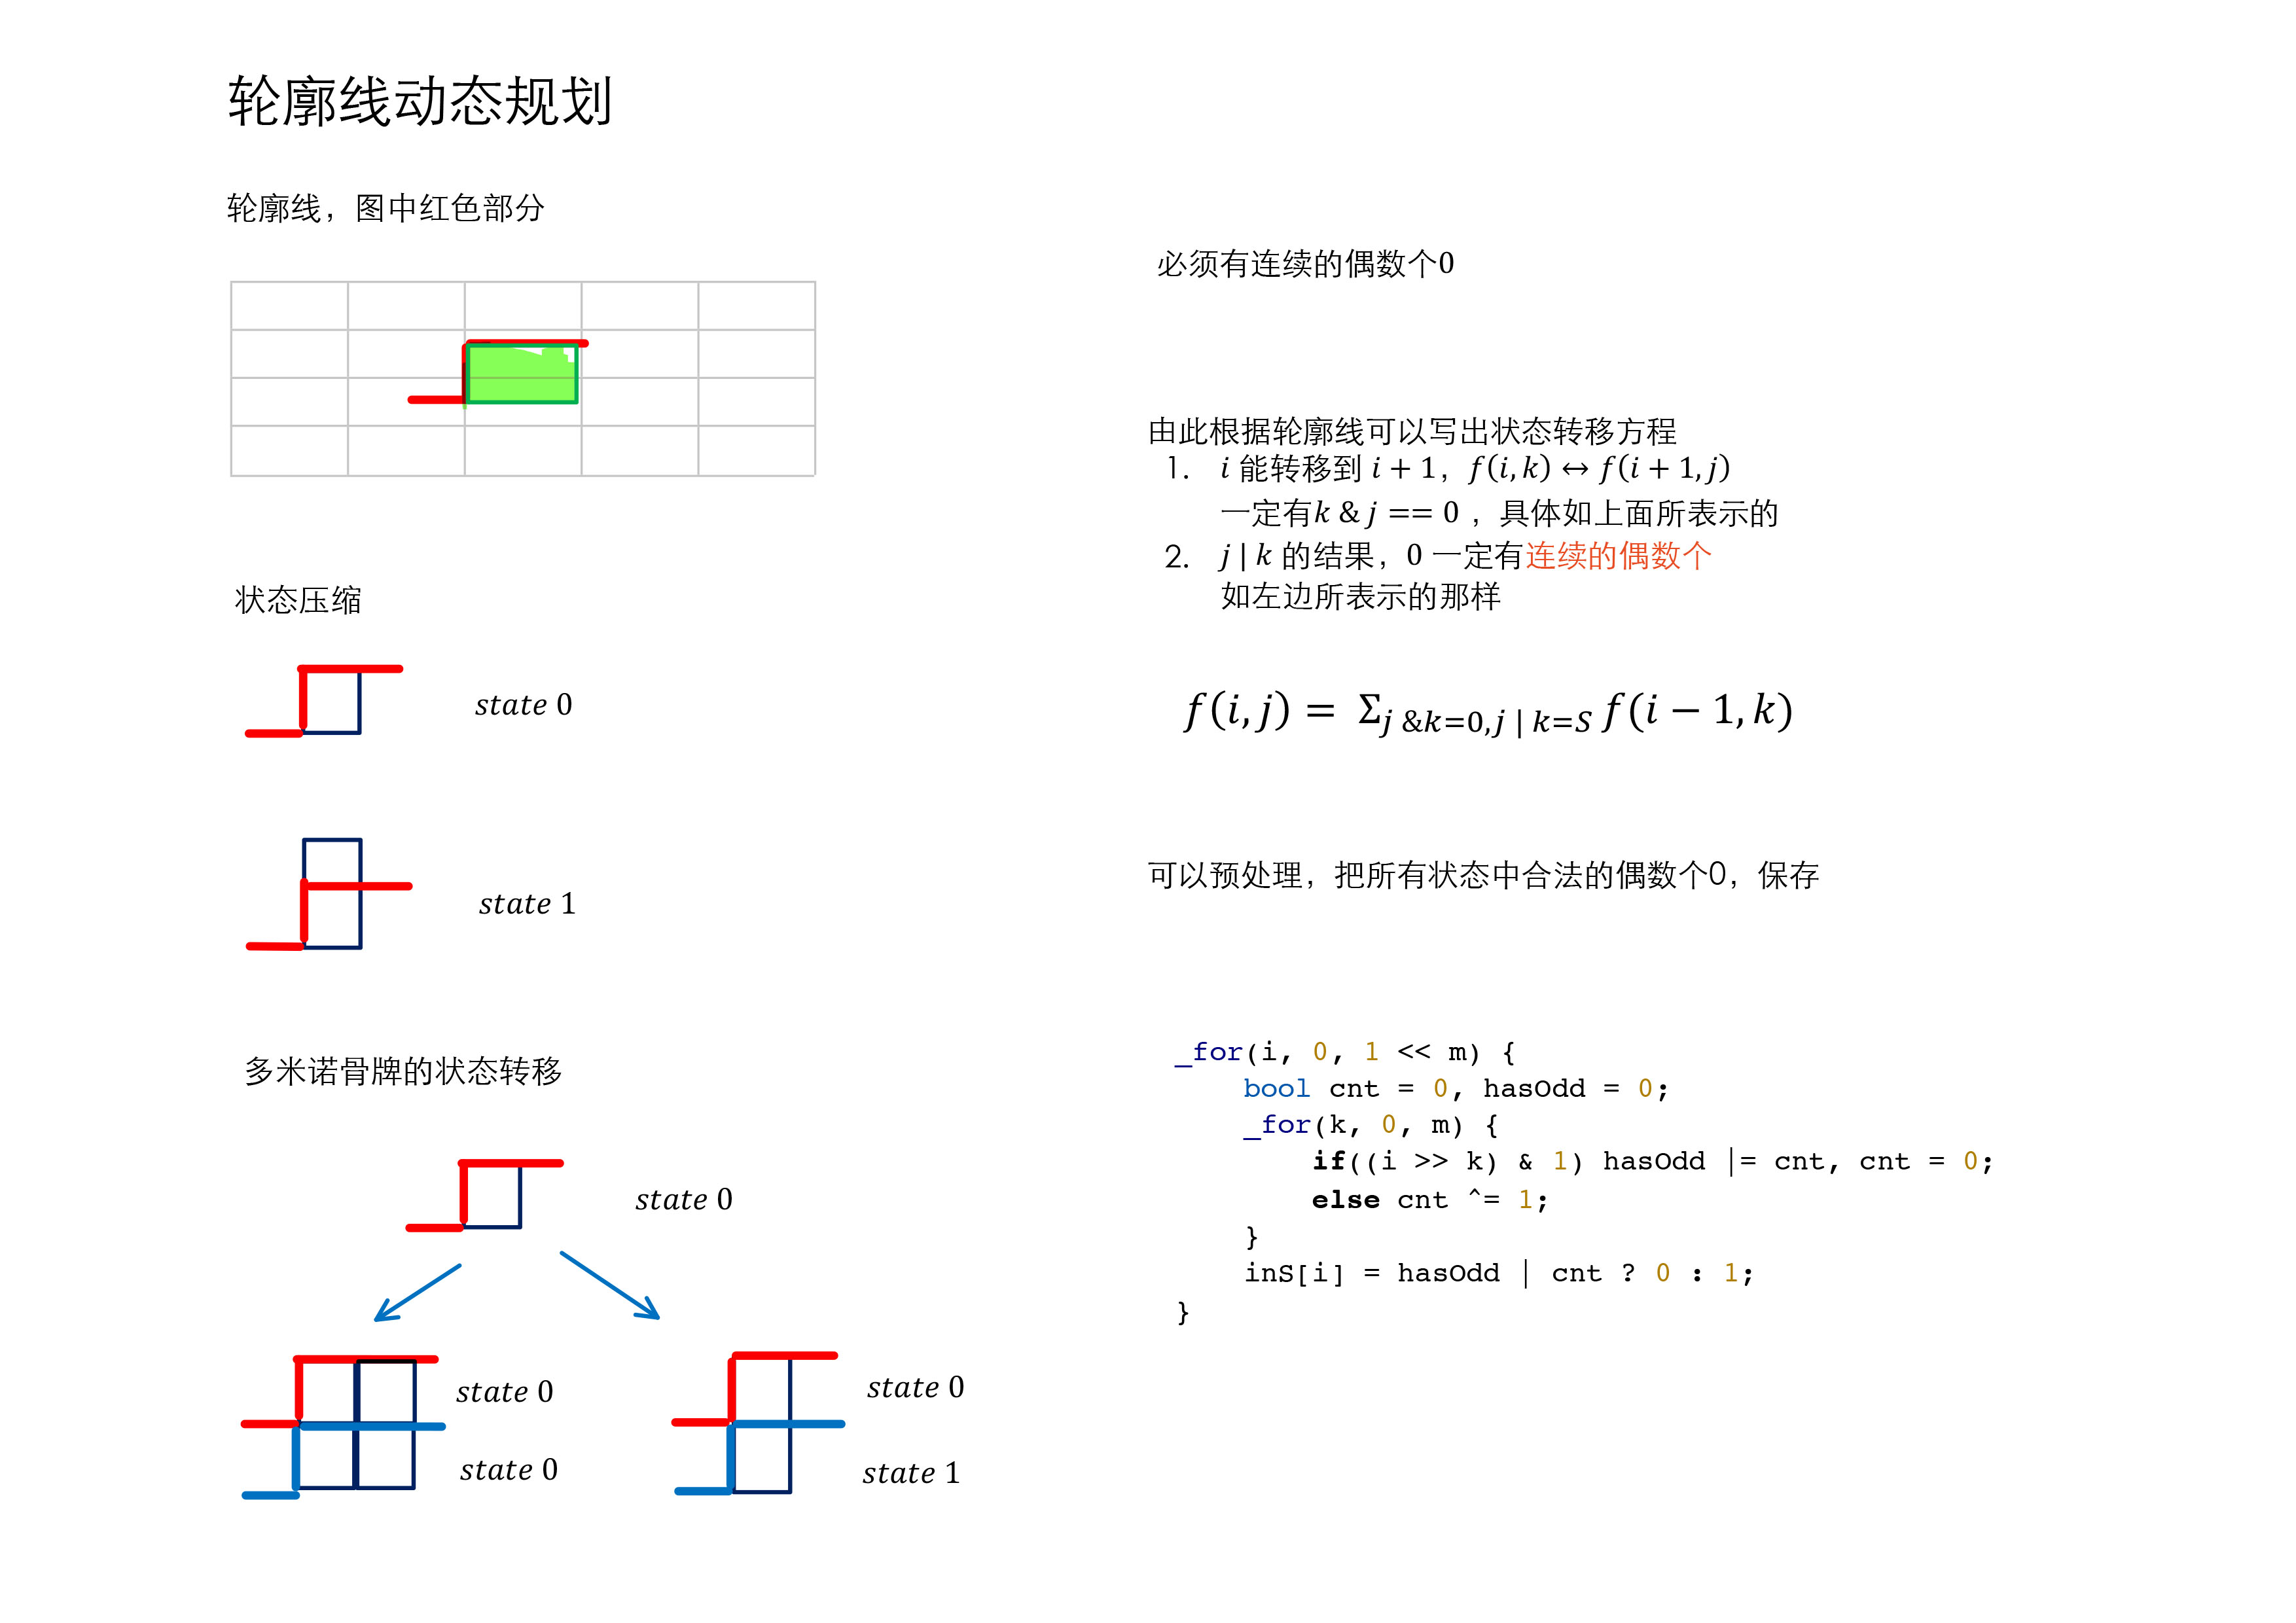 轮廓线动态规划
轮廓线，图中红色部分
状态压缩
state 0
state 1
多米诺骨牌的状态转移
state 0
state 0
state 0
state 0
state 1
必须有连续的偶数个0
由此根据轮廓线可以写出状态转移方程
1. i 能转移到 i + 1，f(i, k) ↔ f(i + 1, j)
一定有k & j == 0 ，具体如上面所表示的
2. j | k 的结果，0 一定有连续的偶数个
如左边所表示的那样
f(i, j) = Σ_{j &k=0,j | k=S} f(i − 1, k)
可以预处理，把所有状态中合法的偶数个0，保存
_for(i, 0, 1 << m) {
    bool cnt = 0, hasOdd = 0;
    _for(k, 0, m) {
        if((i >> k) & 1) hasOdd |= cnt, cnt = 0;
        else cnt ^= 1;
    }
    inS[i] = hasOdd | cnt ? 0 : 1;
}